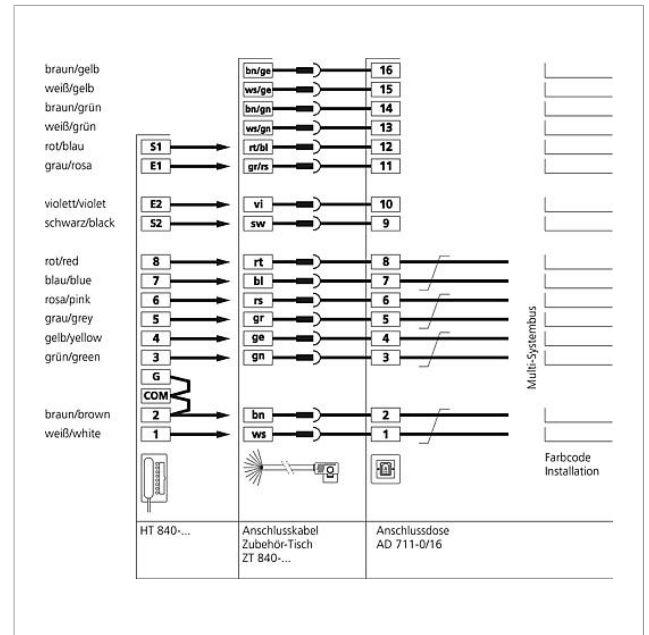 braun/gelb bn/ge 16
weiß/gelb ws/ge 15
braun/grün bn/gn 14
weiß/grün ws/gn 13
rot/blau S1 rt/bl 12
grau/rosa E1 gr/rs 11
violett/violet E2 vi 10
schwarz/black S2 sw 9
rot/red 8 rt 8
blau/blue 7 bl 7
rosa/pink 6 rs 6
grau/grey 5 gr 5
gelb/yellow 4 ge 4
grün/green 3 gn 3
G
COM
braun/brown 2 bn 2
weiß/white 1 ws 1
Multi-Systembus
Farbcode
Installation
HT 840-...
Anschlusskabel
Zubehör-Tisch
ZT 840-...
Anschlussdose
AD 711-0/16